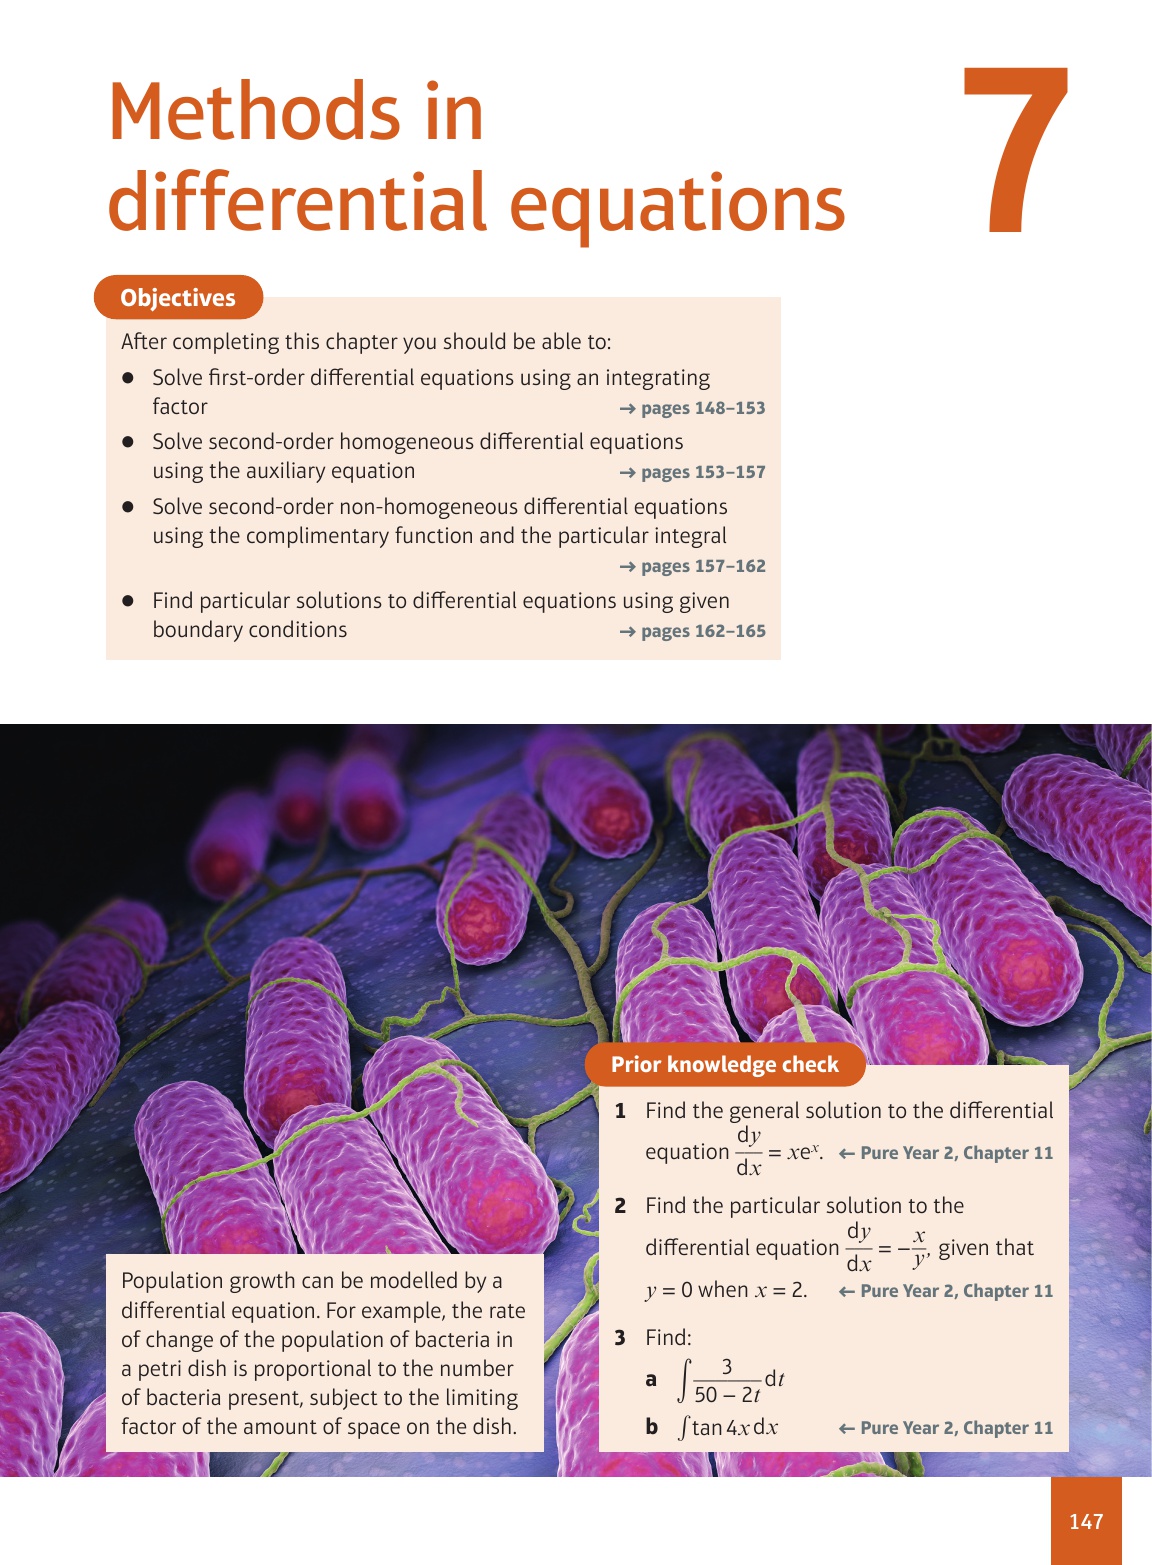 Methods in
differential equations
7
Objectives
After completing this chapter you should be able to:
● Solve first-order differential equations using an integrating
factor → pages 148–153
● Solve second-order homogeneous differential equations
using the auxiliary equation → pages 153–157
● Solve second-order non-homogeneous differential equations
using the complimentary function and the particular integral
→ pages 157–162
● Find particular solutions to differential equations using given
boundary conditions → pages 162–165
Population growth can be modelled by a
differential equation. For example, the rate
of change of the population of bacteria in
a petri dish is proportional to the number
of bacteria present, subject to the limiting
factor of the amount of space on the dish.
Prior knowledge check
1 Find the general solution to the differential
equation dy/dx = xeˣ. ← Pure Year 2, Chapter 11
2 Find the particular solution to the
differential equation dy/dx = −x/y, given that
y = 0 when x = 2. ← Pure Year 2, Chapter 11
3 Find:
a ∫ 3/(50 − 2t) dt
b ∫ tan 4x dx ← Pure Year 2, Chapter 11
147